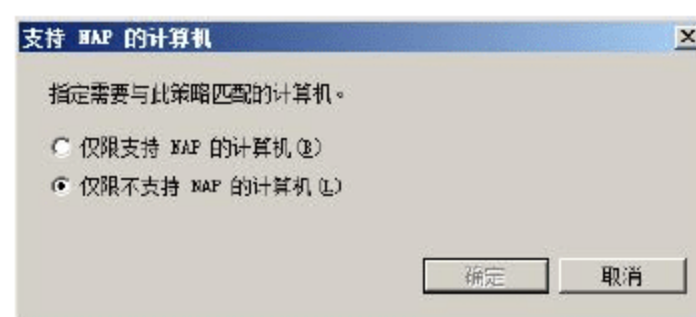 支持 NAP 的计算机
指定需要与此策略匹配的计算机。
仅限支持 NAP 的计算机(R)
仅限不支持 NAP 的计算机(L)
确定
取消